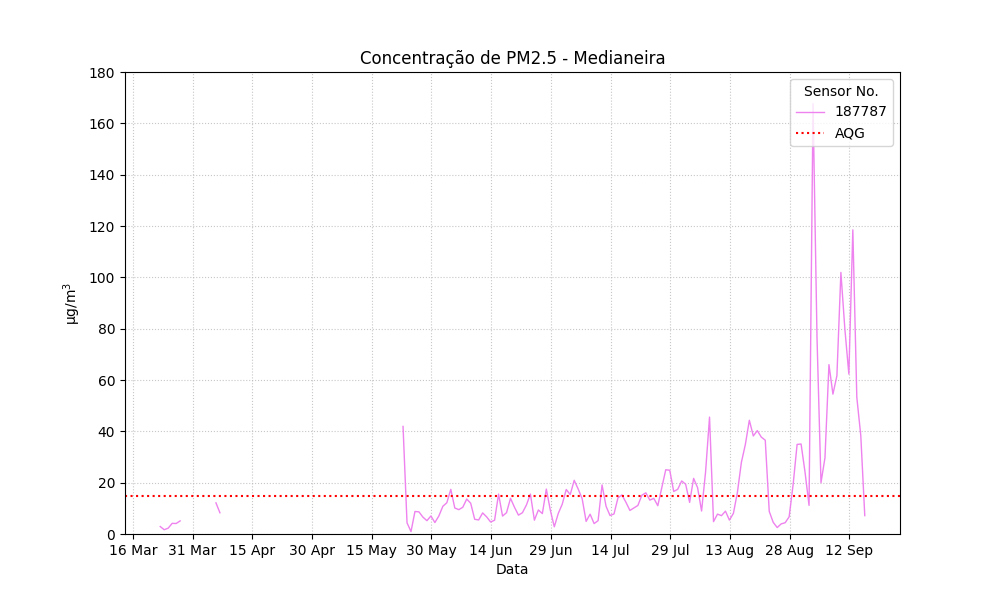 Concentração de PM2.5 - Medianeira
Sensor No.
187787
AQG
180
160
140
120
100
80
60
40
20
0
µg/m³
16 Mar 31 Mar 15 Apr 30 Apr 15 May 30 May 14 Jun 29 Jun 14 Jul 29 Jul 13 Aug 28 Aug 12 Sep
Data